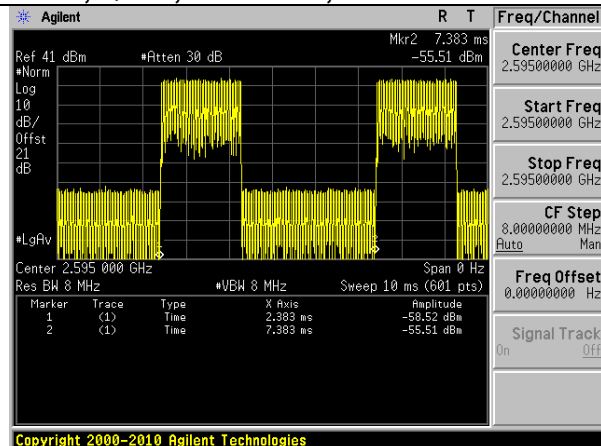 Agilent R T
Freq/Channel
Mkr2 7.383 ms
Ref 41 dBm #Atten 30 dB -55.51 dBm
#Norm
Log
10
dB/
Offst
21
dB
#LgAv
Center 2.595 000 GHz Span 0 Hz
Res BW 8 MHz #VBW 8 MHz Sweep 10 ms (601 pts)
Marker Trace Type X Axis Amplitude
1 (1) Time 2.383 ms -58.52 dBm
2 (1) Time 7.383 ms -55.51 dBm
Center Freq
2.59500000 GHz
Start Freq
2.59500000 GHz
Stop Freq
2.59500000 GHz
CF Step
8.00000000 MHz
Auto Man
Freq Offset
0.00000000 Hz
Signal Track
On Off
Copyright 2000-2010 Agilent Technologies